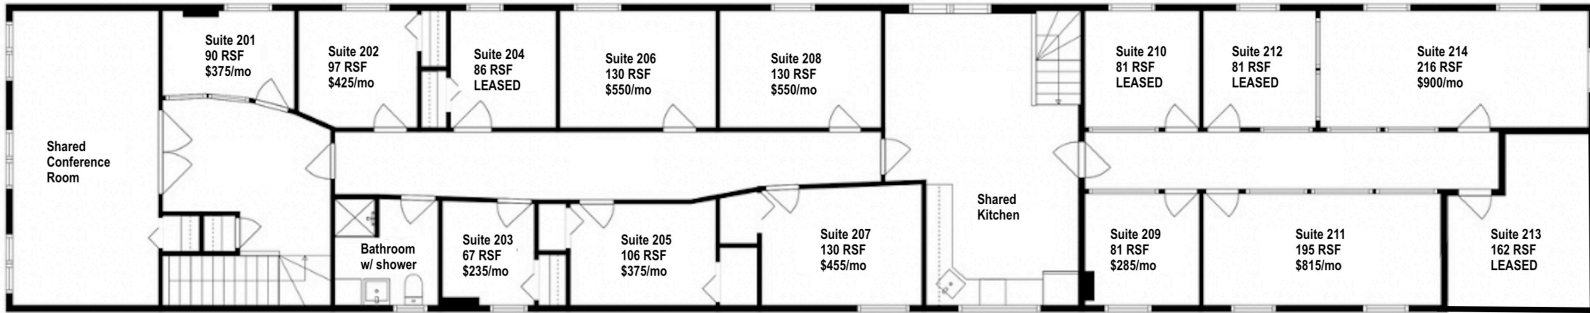 Suite 201
90 RSF
$375/mo
Suite 202
97 RSF
$425/mo
Suite 204
86 RSF
LEASED
Suite 206
130 RSF
$550/mo
Suite 208
130 RSF
$550/mo
Suite 210
81 RSF
LEASED
Suite 212
81 RSF
LEASED
Suite 214
216 RSF
$900/mo
Shared
Conference
Room
Bathroom
w/ shower
Suite 203
67 RSF
$235/mo
Suite 205
106 RSF
$375/mo
Suite 207
130 RSF
$455/mo
Shared
Kitchen
Suite 209
81 RSF
$285/mo
Suite 211
195 RSF
$815/mo
Suite 213
162 RSF
LEASED